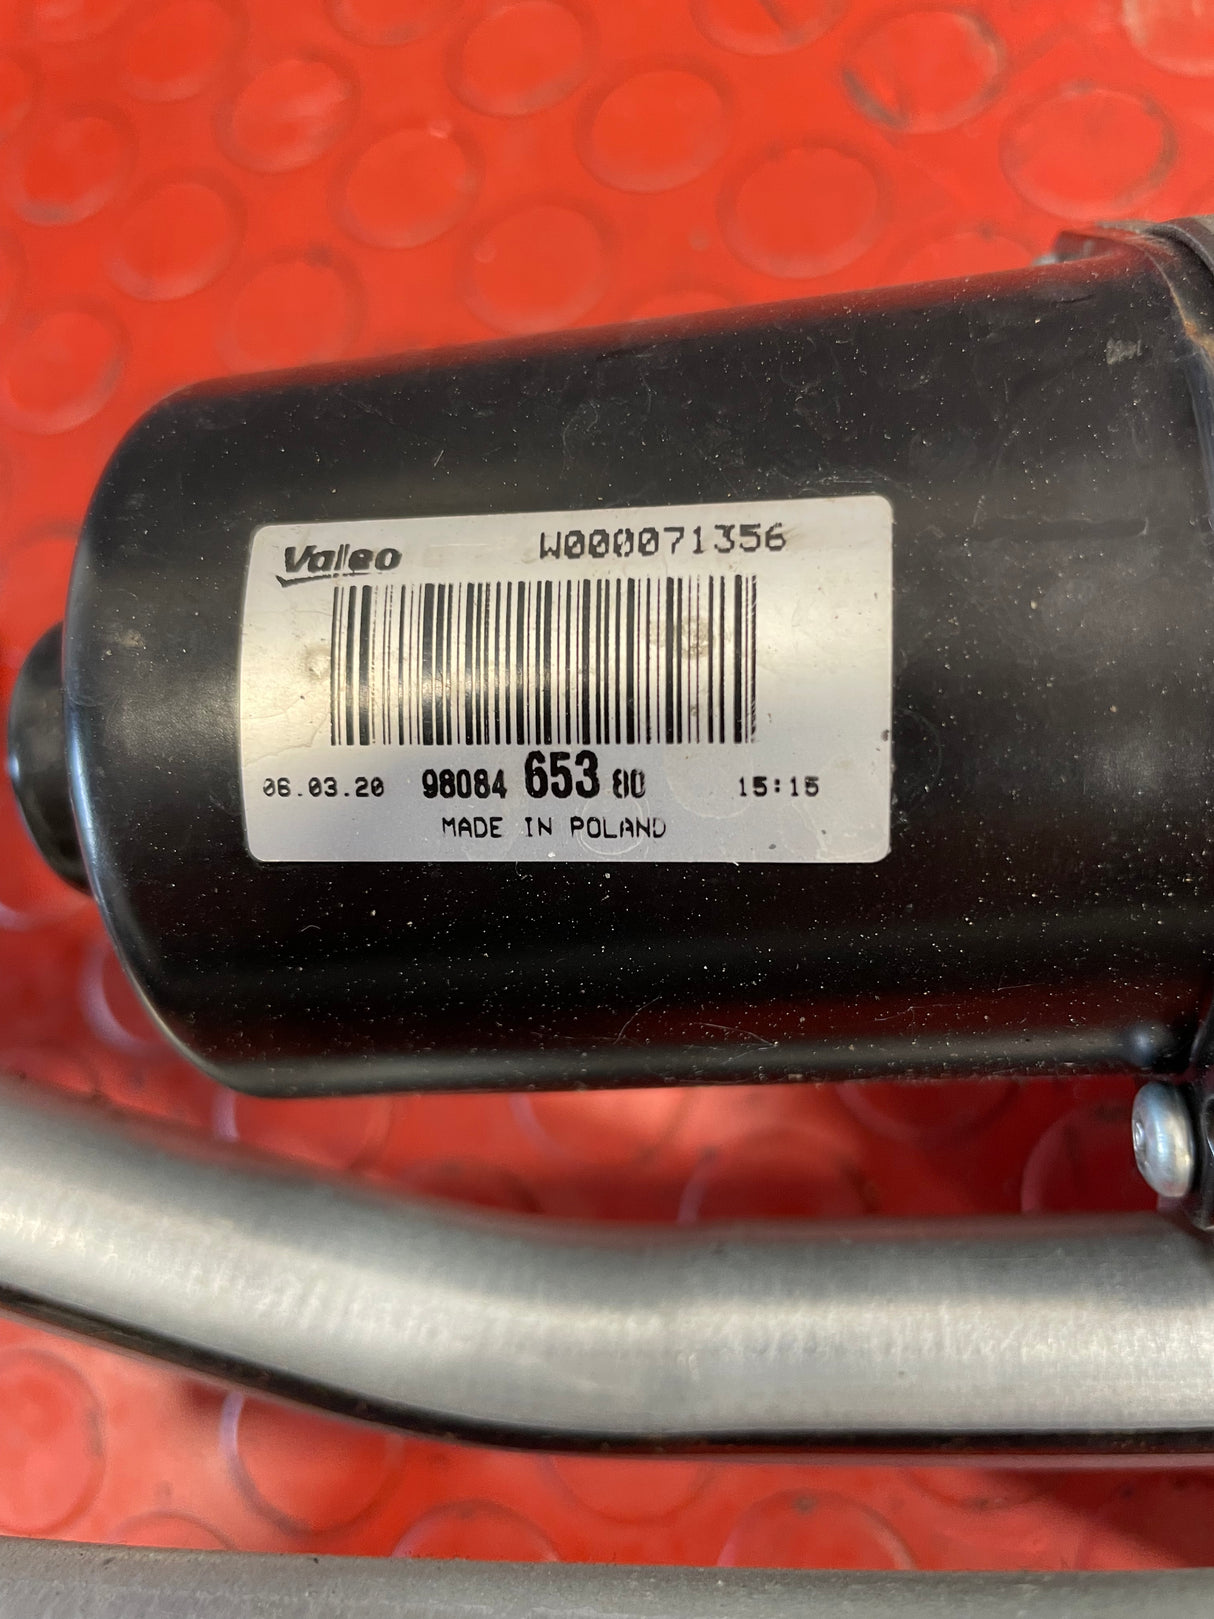 Valeo W000071356
06.03.20 98084 653 80 15:15
MADE IN POLAND